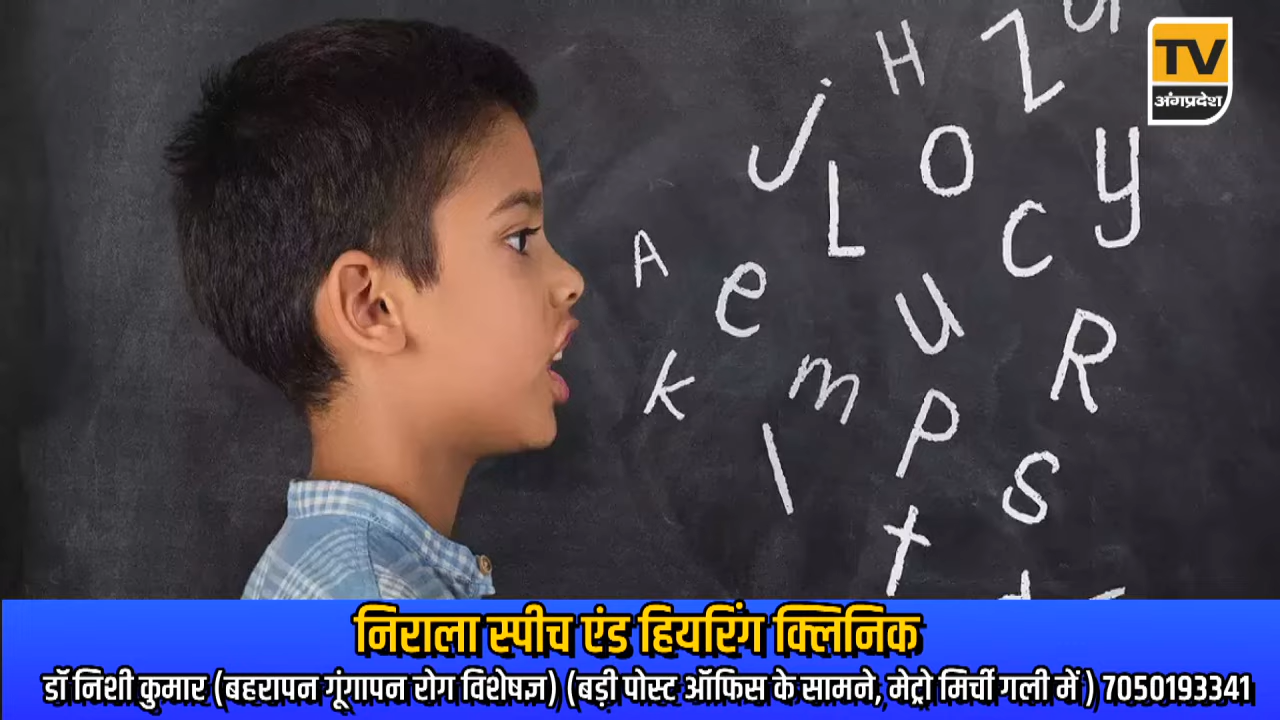 H Z
TV
अंगप्रदेश
j o y
L c
A e u
K m R
l P s
t
निराला स्पीच एंड हियरिंग क्लिनिक
डॉ निशी कुमार (बहरापन गूंगापन रोग विशेषज्ञ) (बड़ी पोस्ट ऑफिस के सामने, मेट्रो मिर्ची गली में ) 7050193341